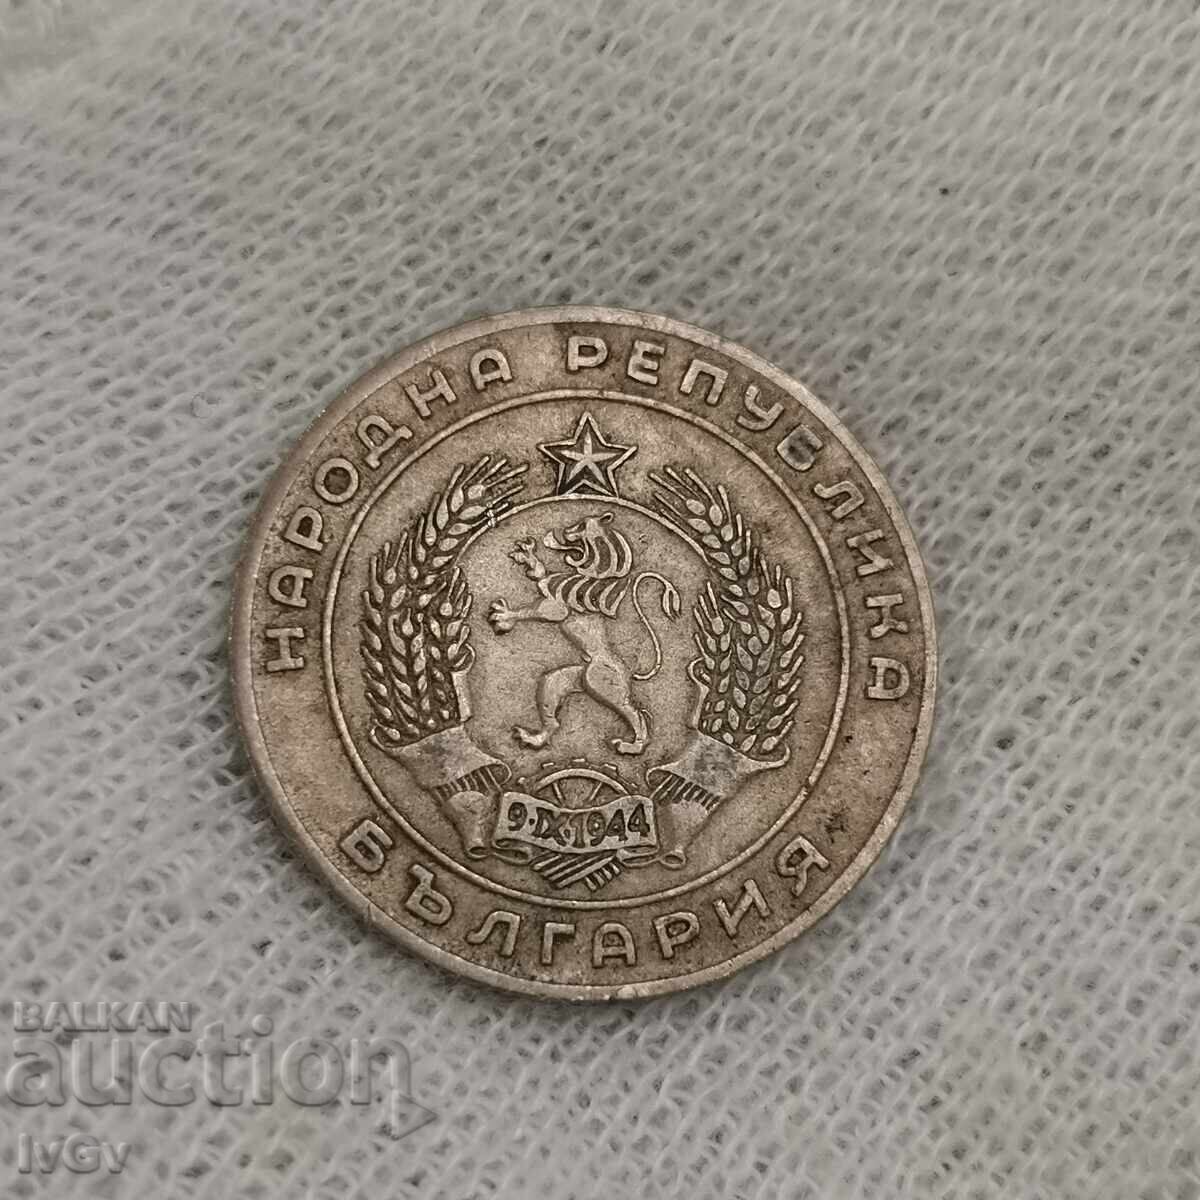 НАРОДНА РЕПУБЛИКА
БЪЛГАРИЯ
9·IX·1944
BALKAN
auction
IvGv